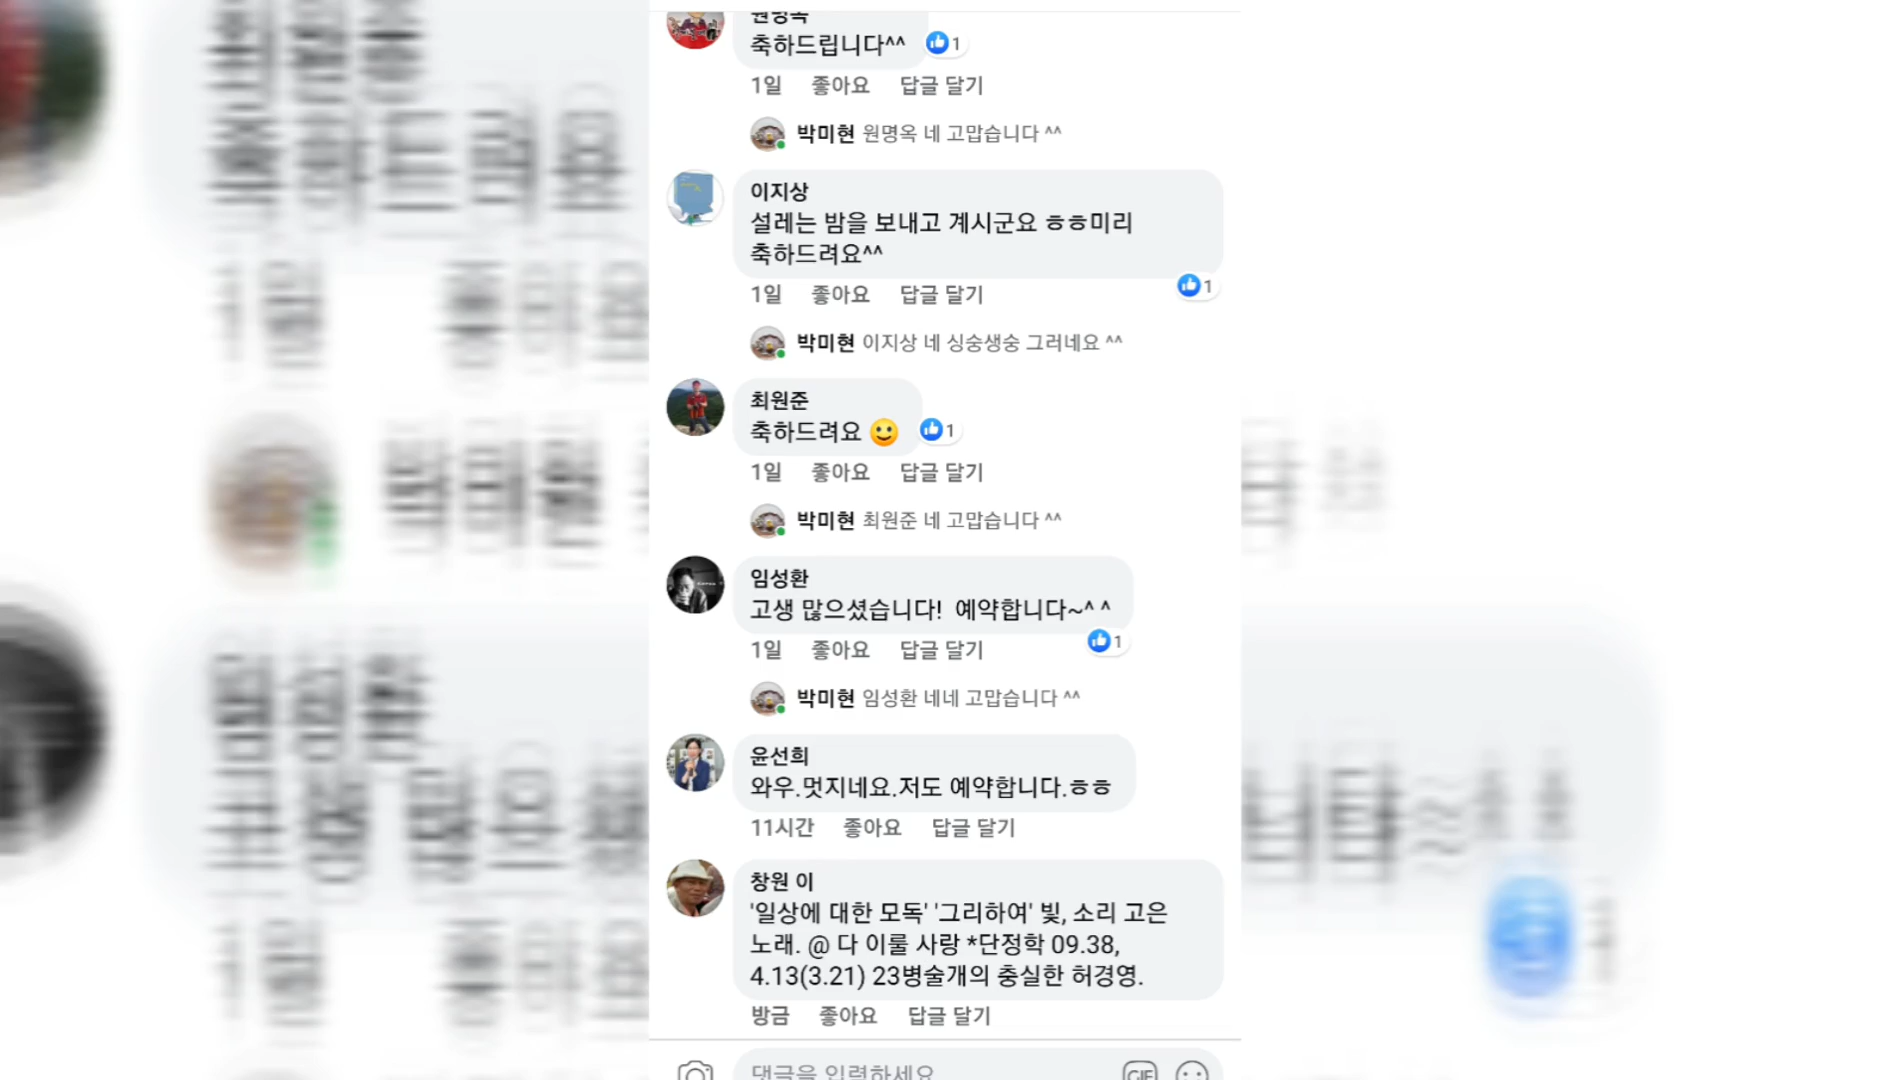 원명옥
축하드립니다^^
1
1일 좋아요 답글 달기
박미현 원명옥 네 고맙습니다 ^^
이지상
설레는 밤을 보내고 계시군요 ㅎㅎ미리
축하드려요^^
1
1일 좋아요 답글 달기
박미현 이지상 네 싱숭생숭 그러네요 ^^
최원준
축하드려요
1
1일 좋아요 답글 달기
박미현 최원준 네 고맙습니다 ^^
임성환
고생 많으셨습니다! 예약합니다~^ ^
1
1일 좋아요 답글 달기
박미현 임성환 네네 고맙습니다 ^^
윤선희
와우.멋지네요.저도 예약합니다.ㅎㅎ
11시간 좋아요 답글 달기
창원 이
'일상에 대한 모독' '그리하여' 빛, 소리 고은
노래. @ 다 이룰 사랑 *단정학 09.38,
4.13(3.21) 23병술개의 충실한 허경영.
방금 좋아요 답글 달기
댓글을 입력하세요...
GIF